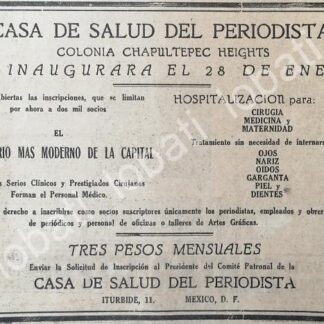 CASA DE SALUD DEL PERIODISTA
COLONIA CHAPULTEPEC HEIGHTS
INAUGURARA EL 28 DE ENE
biertas las inscripciones, que se limitan
por ahora a dos mil socios
EL
RIO MAS MODERNO DE LA CAPITAL
s Serios Clínicos y Prestigiados Cirujanos
Forman el Personal Médico.
HOSPITALIZACION para:
CIRUGIA
MEDICINA y
MATERNIDAD
Tratamiento sin necesidad de internars
OJOS
NARIZ
OIDOS
GARGANTA
PIEL y
DIENTES
derecho a inscribirse como socios suscriptores únicamente los periodistas, empleados y obrer
de periódicos y personal de oficinas o talleres de Artes Gráficas.
TRES PESOS MENSUALES
Enviar la Solicitud de Inscripción al Presidente del Comité Patronal de la
CASA DE SALUD DEL PERIODISTA
ITURBIDE, 11. MEXICO, D. F.